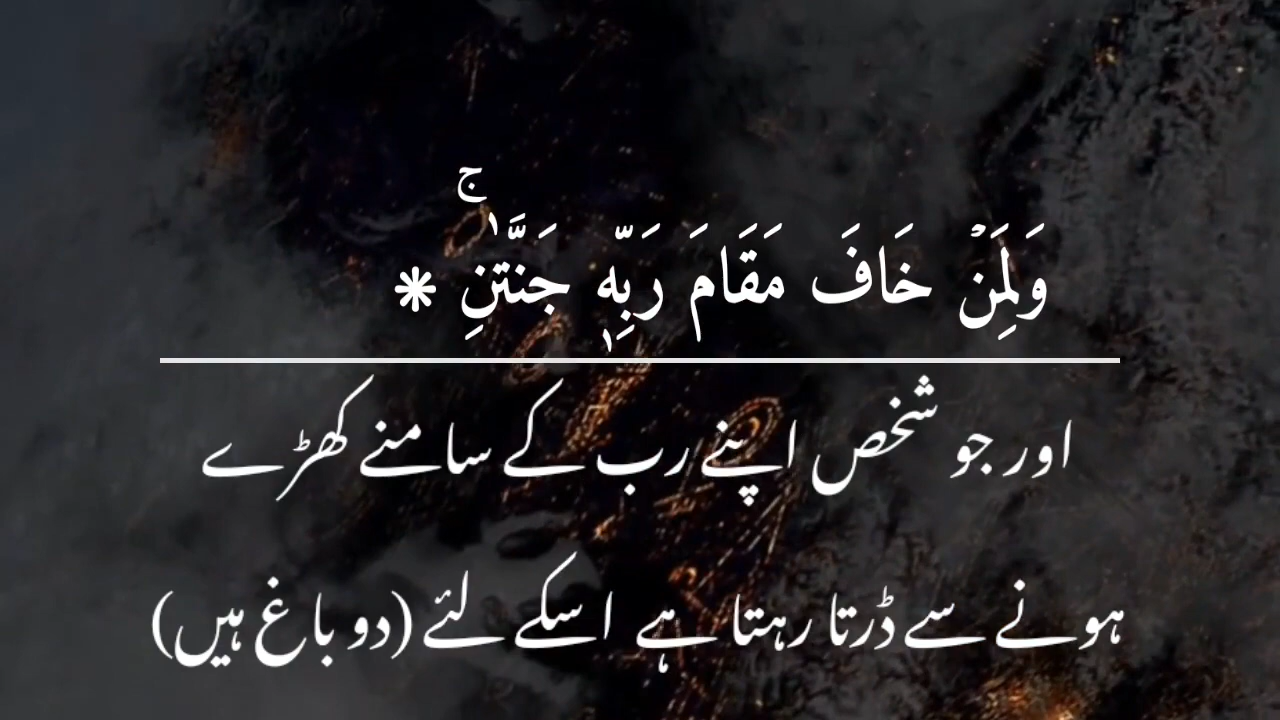 وَلِمَنۡ خَافَ مَقَامَ رَبِّهٖ جَنَّتٰنِ‌ۚ‏ ⁕
اور جو شخص اپنے رب کے سامنے کھڑے
ہونے سے ڈرتا رہتا ہے اسکے لئے (دو باغ ہیں)